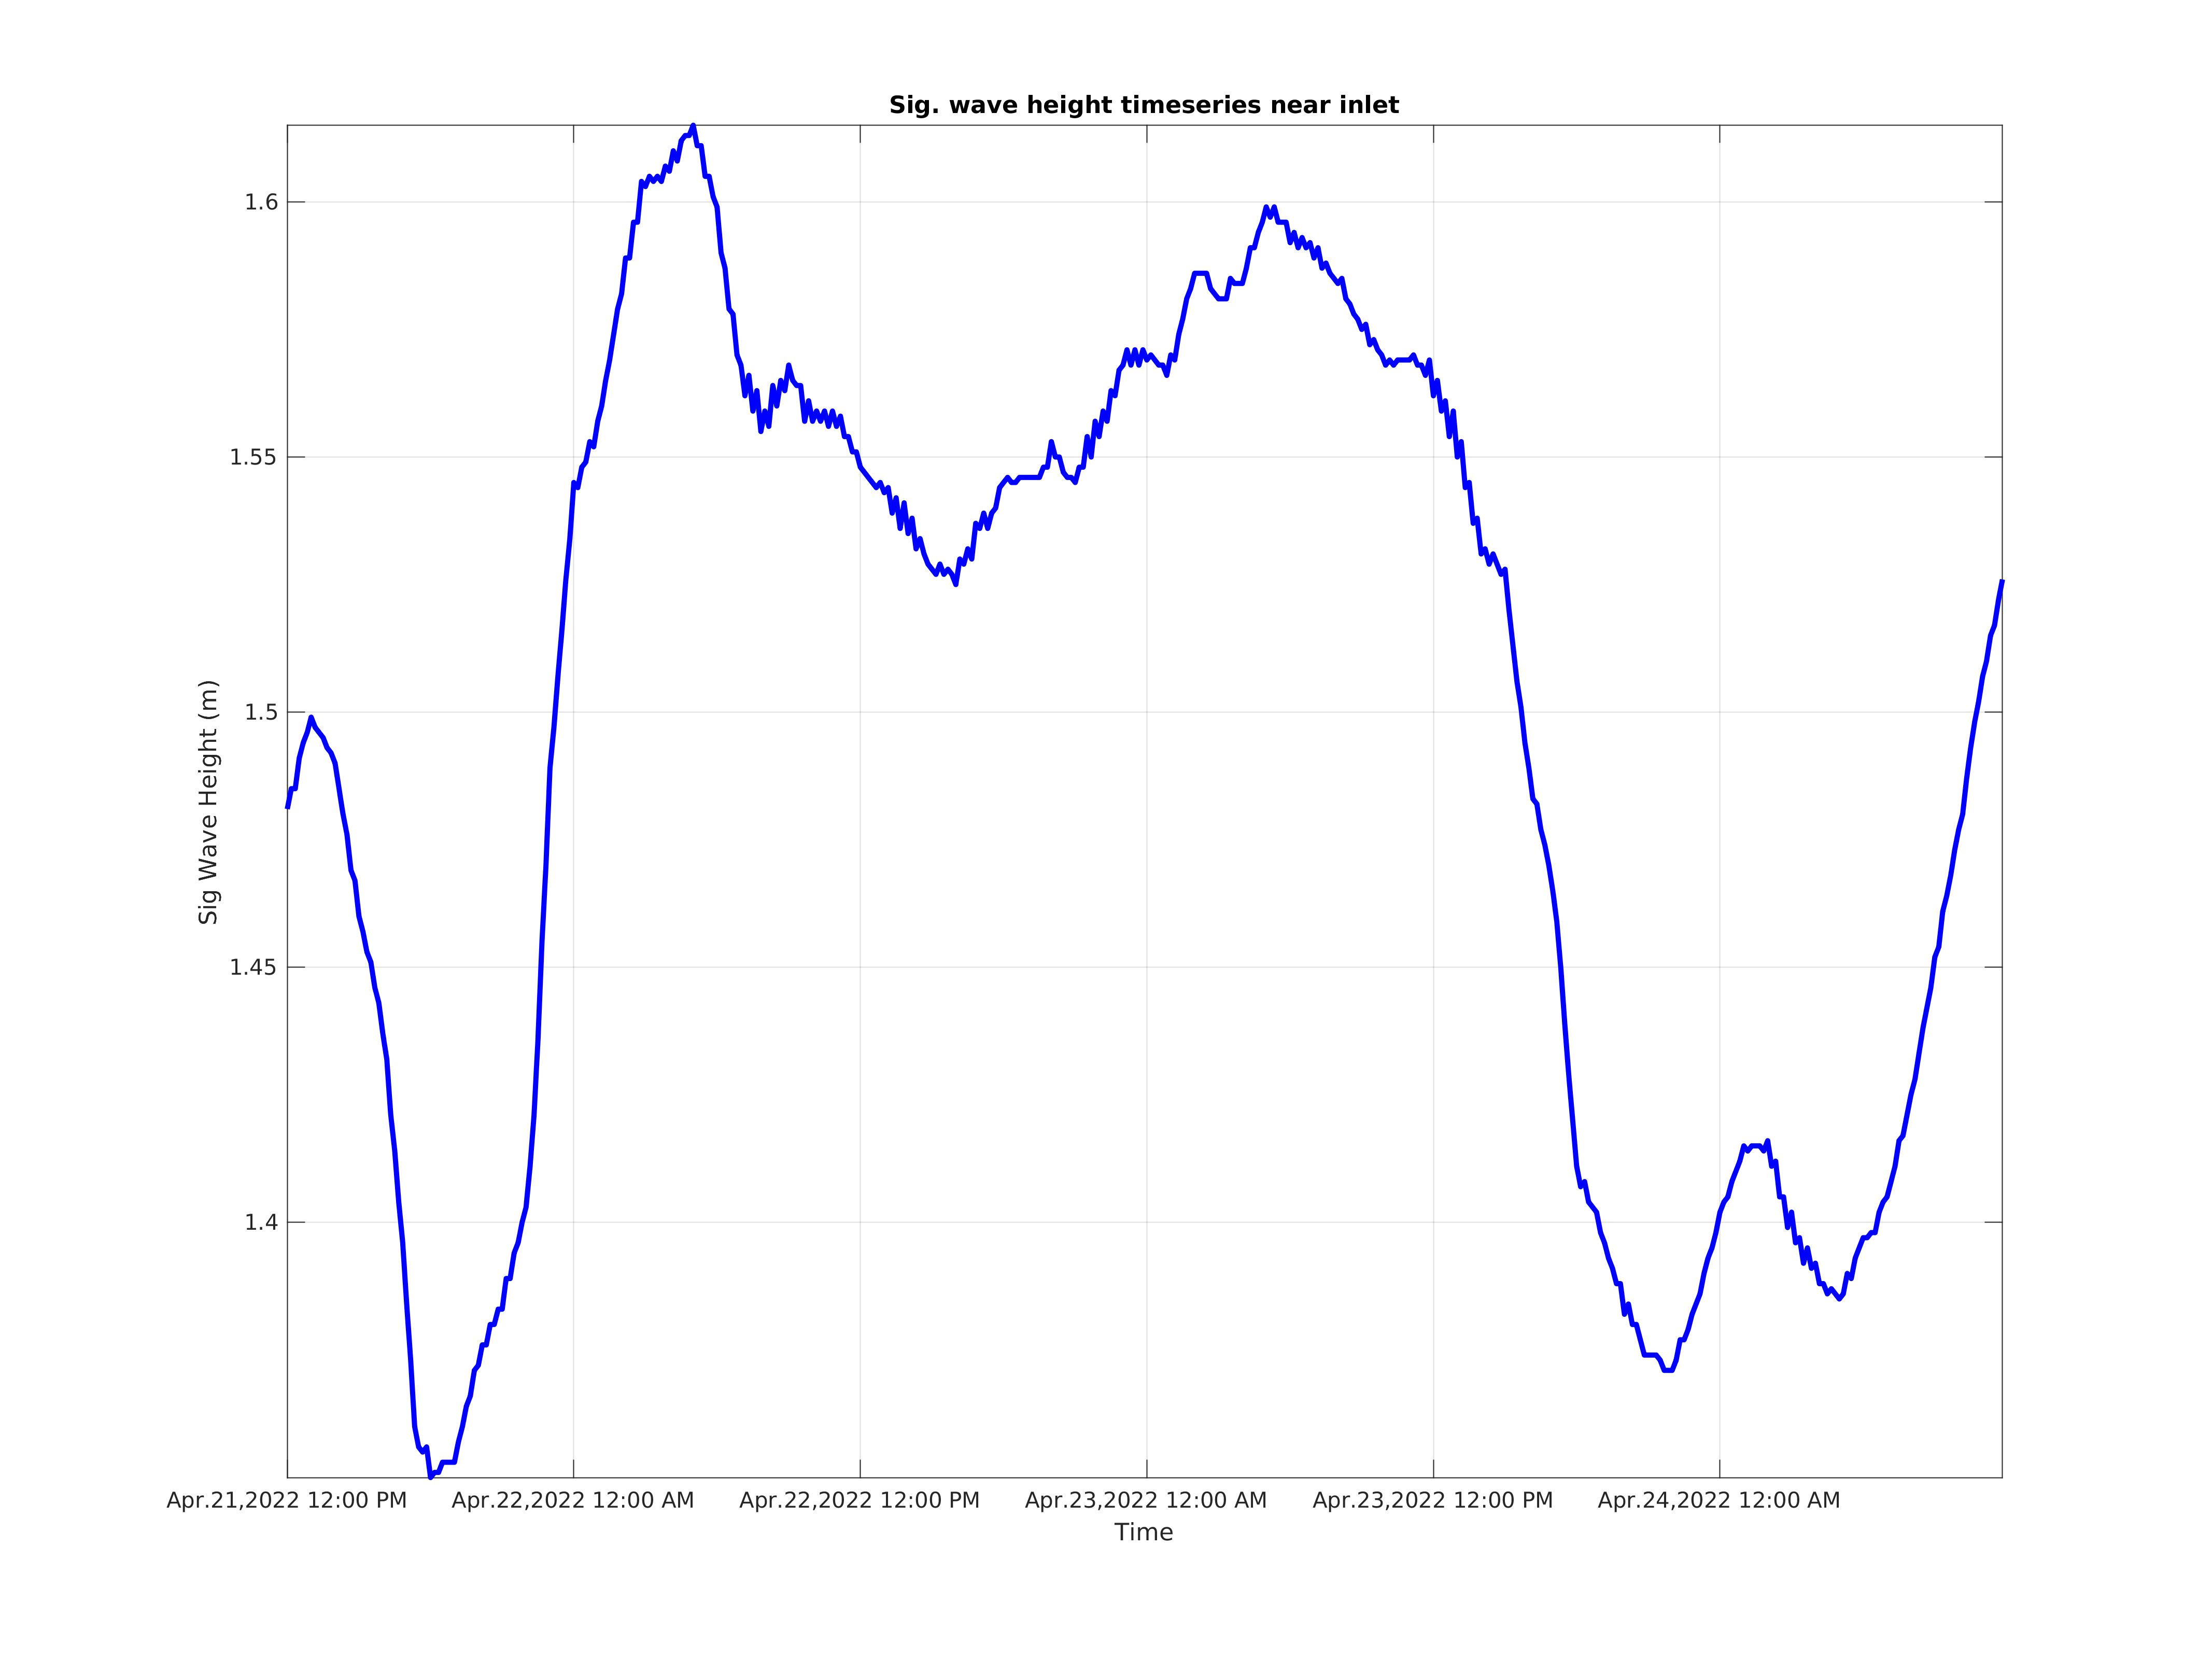 Sig. wave height timeseries near inlet
1.6
1.55
1.5
1.45
1.4
Sig Wave Height (m)
Apr.21,2022 12:00 PM
Apr.22,2022 12:00 AM
Apr.22,2022 12:00 PM
Apr.23,2022 12:00 AM
Apr.23,2022 12:00 PM
Apr.24,2022 12:00 AM
Time